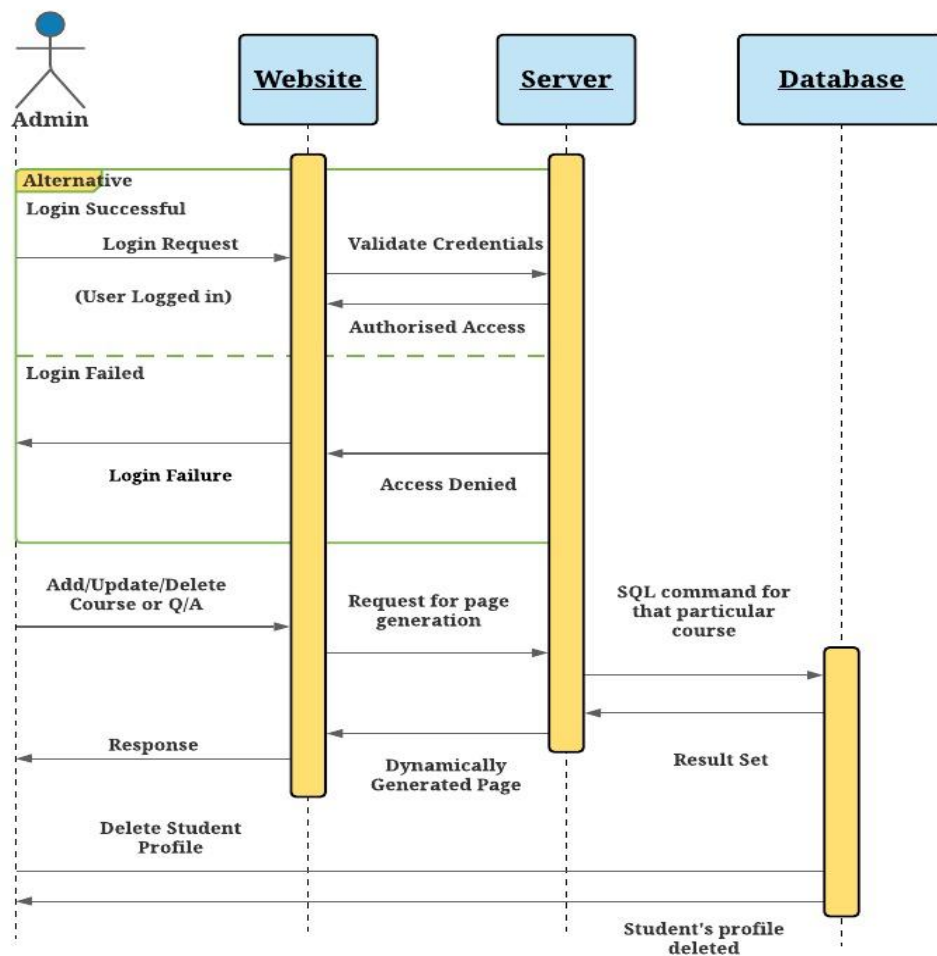 Admin
Website
Server
Database
Alternative
Login Successful
Login Request
Validate Credentials
(User Logged in)
Authorised Access
Login Failed
Login Failure
Access Denied
Add/Update/Delete
Course or Q/A
Request for page
generation
SQL command for
that particular
course
Response
Dynamically
Generated Page
Result Set
Delete Student
Profile
Student's profile
deleted